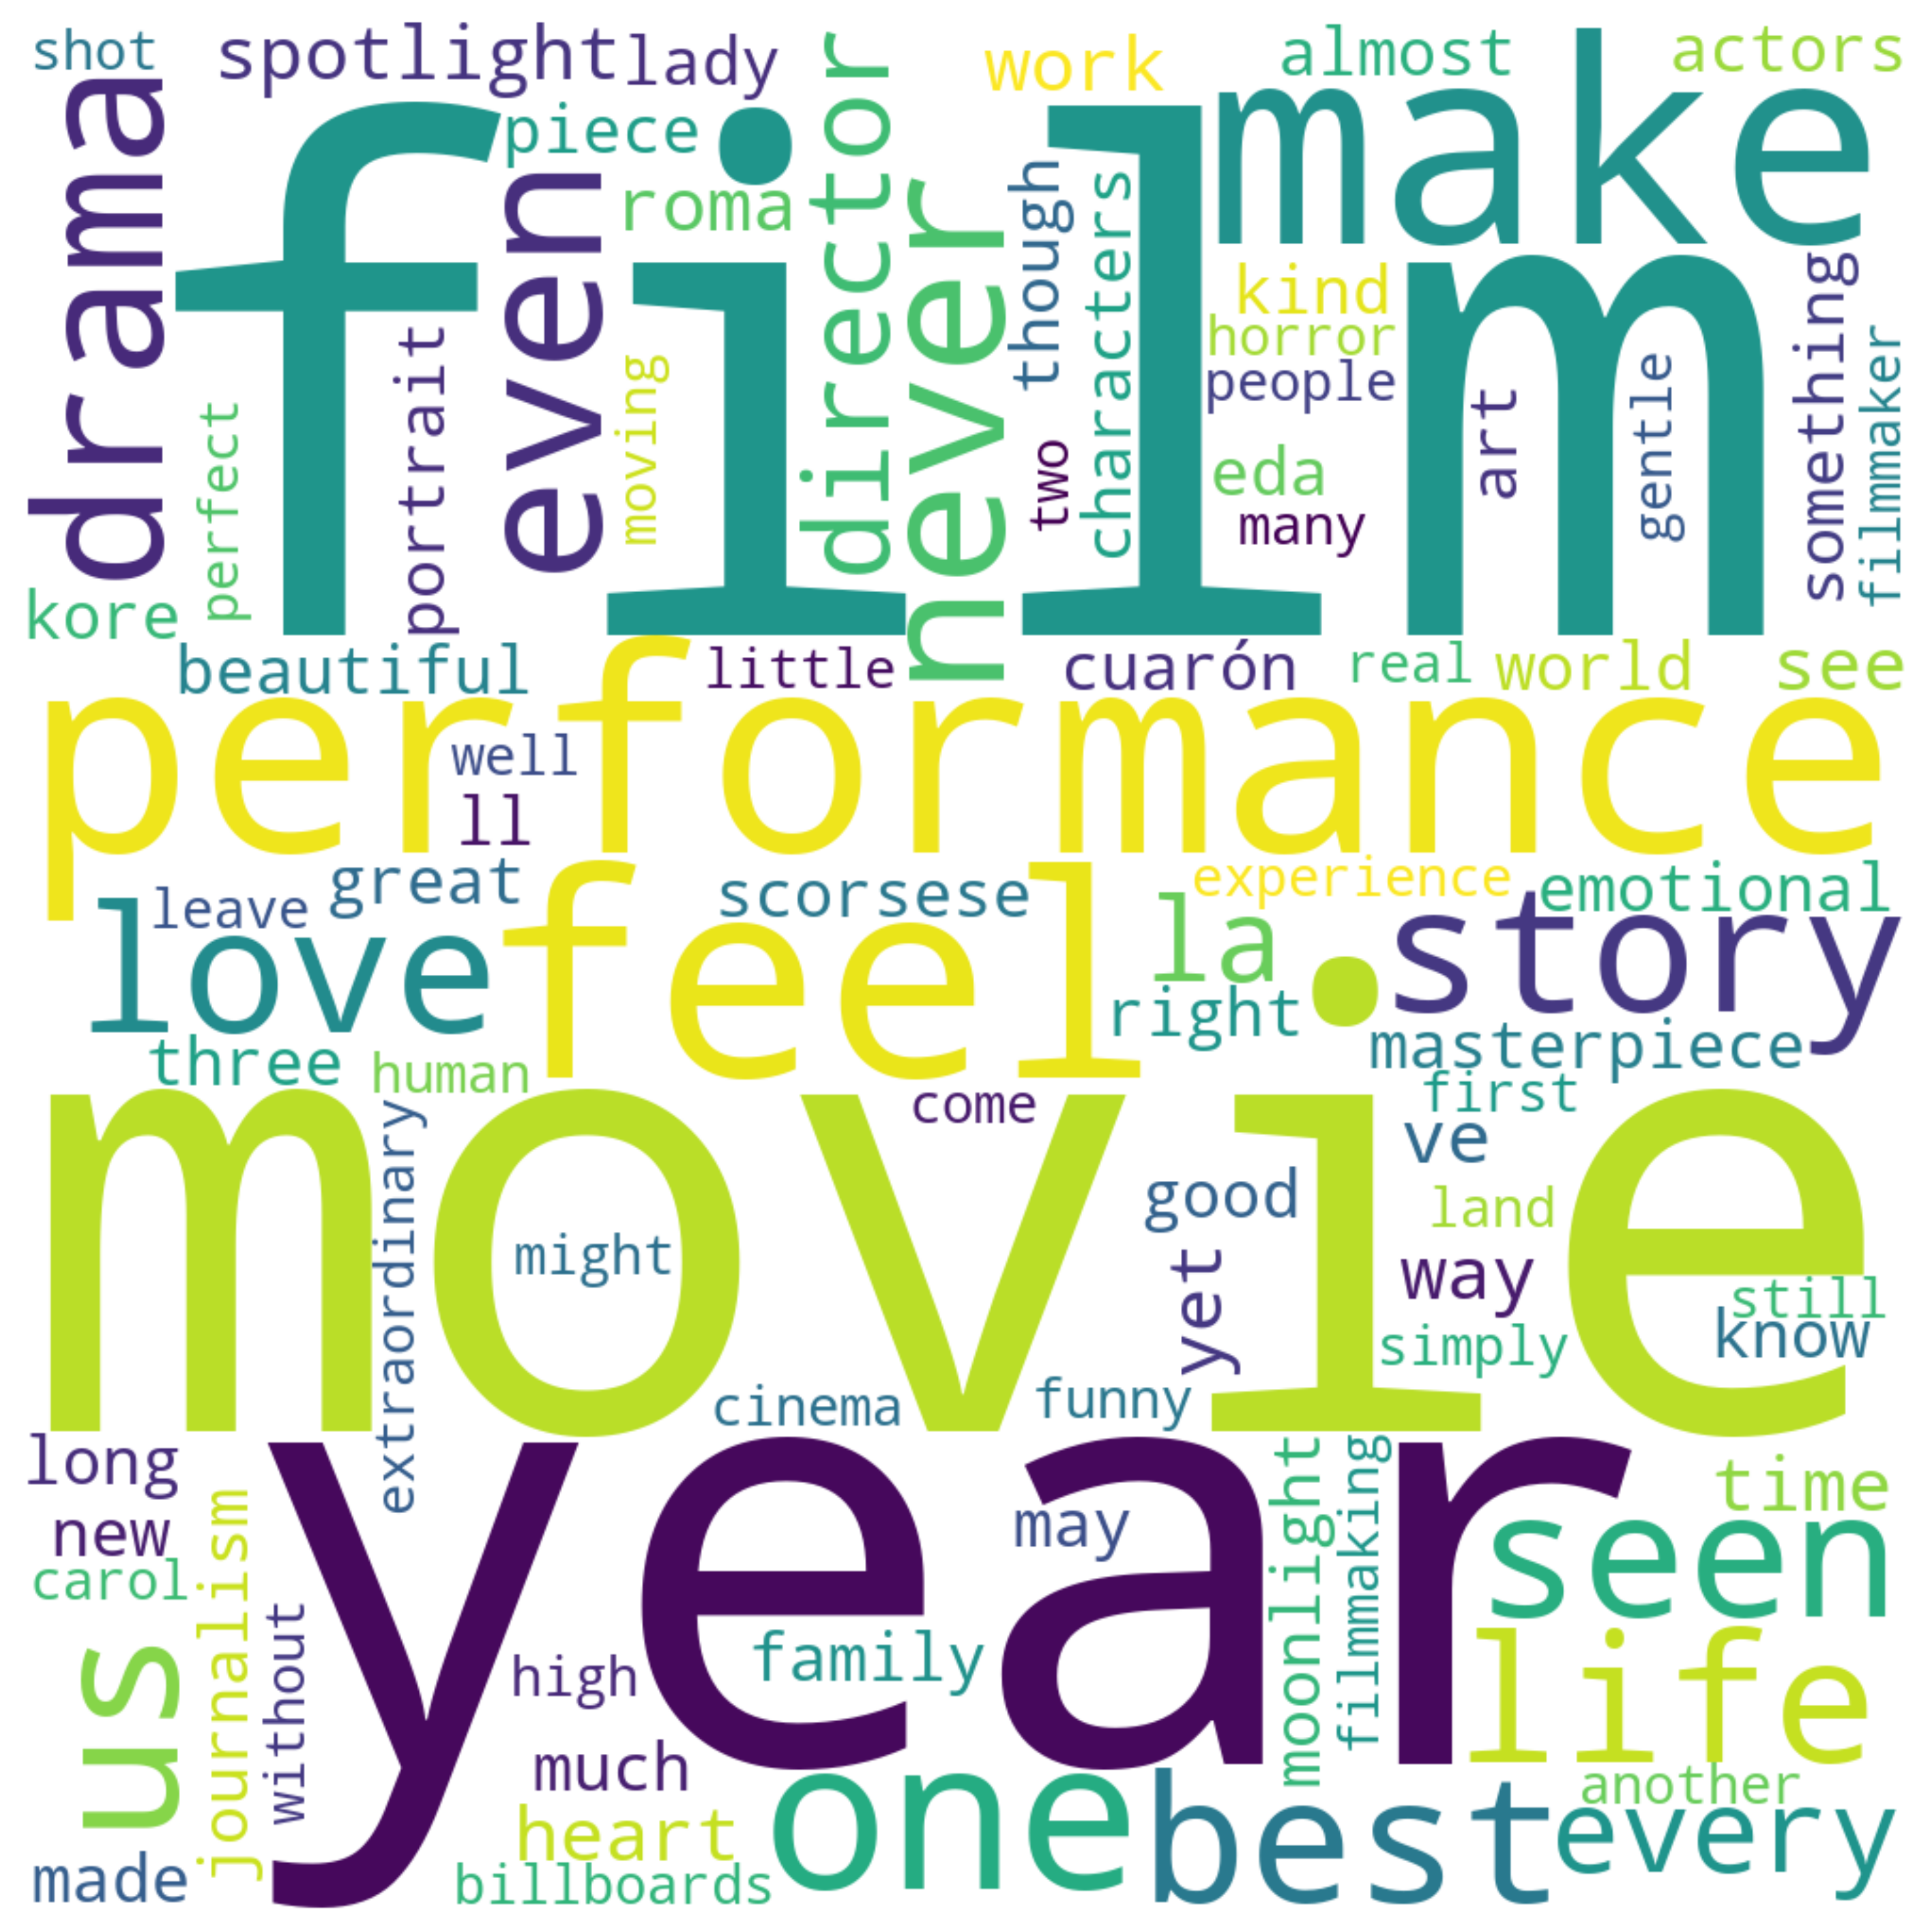 shot
spotlight
lady
work
almost
actors
drama
film
piece
director
make
even
roma
never
though
characters
kind
horror
people
something
filmmaker
portrait
perfect
moving
two
eda
many
art
gentle
kore
beautiful
little
cuarón
real
world
see
performance
well
ll
leave
great
scorsese
experience
emotional
love
feel
la
story
right
masterpiece
three
human
come
first
movie
extraordinary
might
ve
good
land
yet
way
still
know
simply
cinema
funny
long
year
new
carol
journalism
without
may
moonlight
filmmaking
time
seen
us
high
family
life
much
heart
one
best
another
every
made
billboards